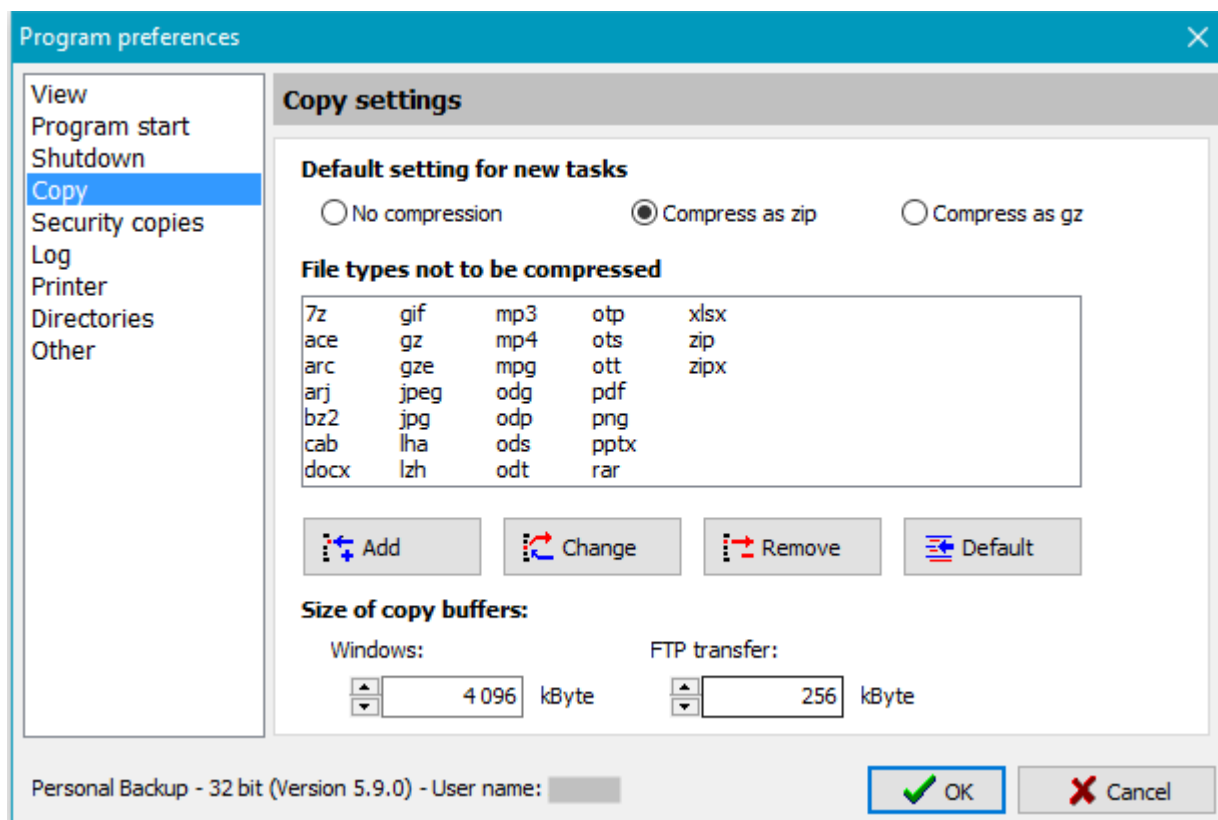 Program preferences
View
Program start
Shutdown
Copy
Security copies
Log
Printer
Directories
Other
Copy settings
Default setting for new tasks
No compression Compress as zip Compress as gz
File types not to be compressed
7z gif mp3 otp xlsx
ace gz mp4 ots zip
arc gze mpg ott zipx
arj jpeg odg pdf
bz2 jpg odp png
cab lha ods pptx
docx lzh odt rar
Add Change Remove Default
Size of copy buffers:
Windows: FTP transfer:
4 096 kByte 256 kByte
Personal Backup - 32 bit (Version 5.9.0) - User name:
OK Cancel